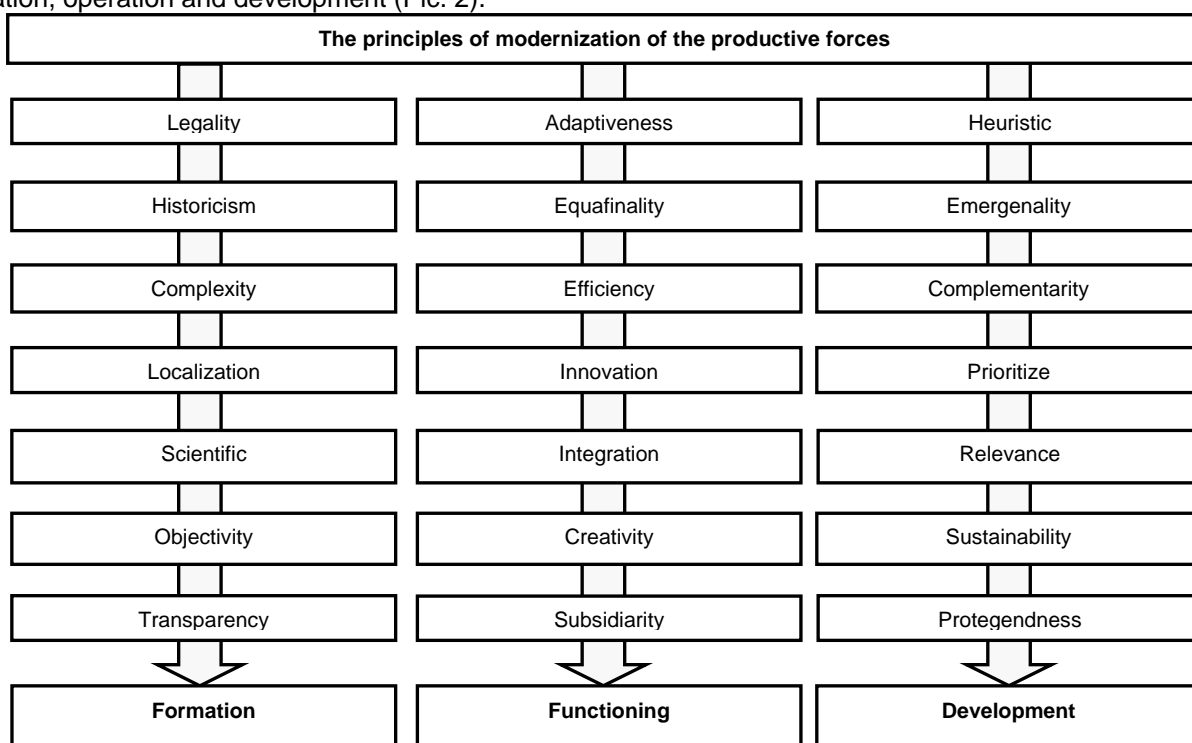 ation, operation and development (Pic. 2).
The principles of modernization of the productive forces
Legality
Adaptiveness
Heuristic
Historicism
Equafinality
Emergenality
Complexity
Efficiency
Complementarity
Localization
Innovation
Prioritize
Scientific
Integration
Relevance
Objectivity
Creativity
Sustainability
Transparency
Subsidiarity
Protegendness
Formation
Functioning
Development